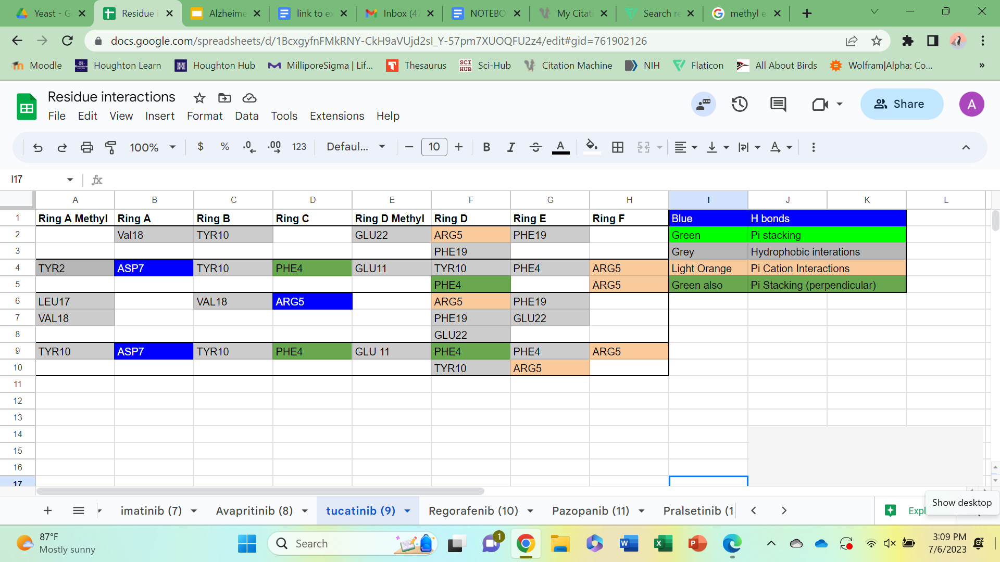 Yeast - G
Residue i
Alzheime
link to ex
Inbox (47
NOTEBO
My Citati
Search re
methyl e
docs.google.com/spreadsheets/d/1BcxgyfnFMkRNY-CkH9aVUjd2sI_Y-57pm7XUOQFU2z4/edit#gid=761902126
Moodle Houghton Learn Houghton Hub MilliporeSigma | Lif... Thesaurus SCI HUB Sci-Hub Citation Machine NIH Flaticon All About Birds Wolfram|Alpha: Co... »
Residue interactions
File Edit View Insert Format Data Tools Extensions Help
Share
A
100% $ % .0 .00 123 Defaul... 10 B I A
I17 fx
A B C D E F G H I J K L
1 Ring A Methyl Ring A Ring B Ring C Ring D Methyl Ring D Ring E Ring F Blue H bonds
2 Val18 TYR10 GLU22 ARG5 PHE19 Green Pi stacking
3 PHE19 Grey Hydrophobic interations
4 TYR2 ASP7 TYR10 PHE4 GLU11 TYR10 PHE4 ARG5 Light Orange Pi Cation Interactions
5 PHE4 ARG5 Green also Pi Stacking (perpendicular)
6 LEU17 VAL18 ARG5 ARG5 PHE19
7 VAL18 PHE19 GLU22
8 GLU22
9 TYR10 ASP7 TYR10 PHE4 GLU 11 PHE4 PHE4 ARG5
10 TYR10 ARG5
11
12
13
14
15
16
17
imatinib (7) Avapritinib (8) tucatinib (9) Regorafenib (10) Pazopanib (11) Pralsetinib (1 Expl
Show desktop
87°F
Mostly sunny
Search
1
3:09 PM
7/6/2023